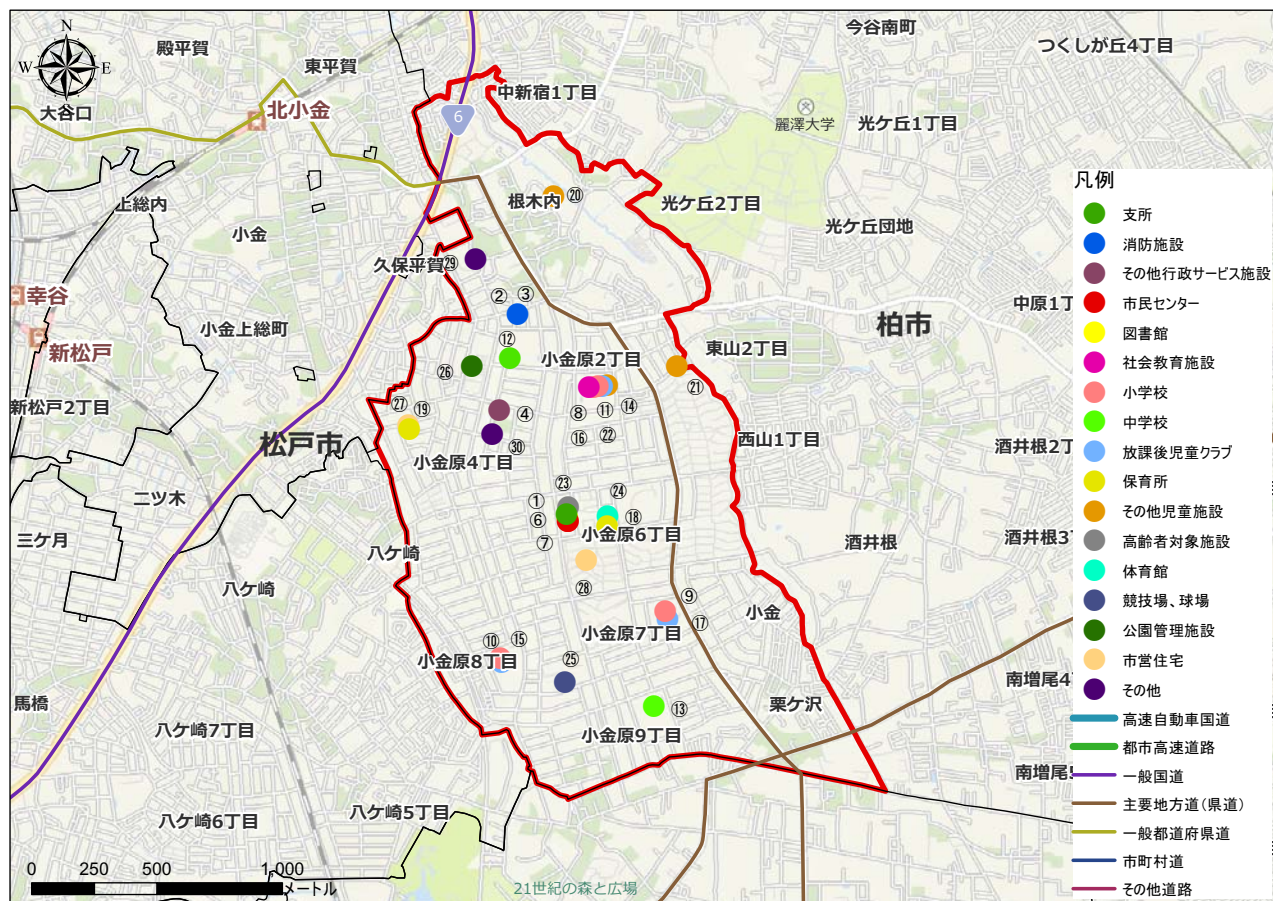 N
W
E
S
殿平賀
東平賀
中新宿1丁目
今谷南町
つくしが丘4丁目
大谷口
北小金
6
麗澤大学
光ケ丘1丁目
上総内
小金
根木内
⑳
光ケ丘2丁目
光ケ丘団地
久保平賀
㉙
幸谷
新松戸
小金上総町
②
③
中原1丁
柏市
⑫
小金原2丁目
東山2丁目
㉖
㉑
新松戸2丁目
㉗
⑲
④
⑧
⑪
⑭
松戸市
小金原4丁目
㉚
⑯
㉒
西山1丁目
酒井根2丁
二ツ木
㉓
㉔
①
⑥
⑱
⑦
小金原6丁目
三ケ月
八ケ崎
酒井根
酒井根3丁
八ケ崎
㉘
⑨
小金
小金原7丁目
⑰
⑩
⑮
小金原8丁目
㉕
南増尾4丁
馬橋
⑬
栗ケ沢
八ケ崎7丁目
小金原9丁目
南増尾5
八ケ崎6丁目
八ケ崎5丁目
21世紀の森と広場
0
250
500
1,000
メートル
凡例
支所
消防施設
その他行政サービス施設
市民センター
図書館
社会教育施設
小学校
中学校
放課後児童クラブ
保育所
その他児童施設
高齢者対象施設
体育館
競技場、球場
公園管理施設
市営住宅
その他
高速自動車国道
都市高速道路
一般国道
主要地方道(県道)
一般都道府県道
市町村道
その他道路